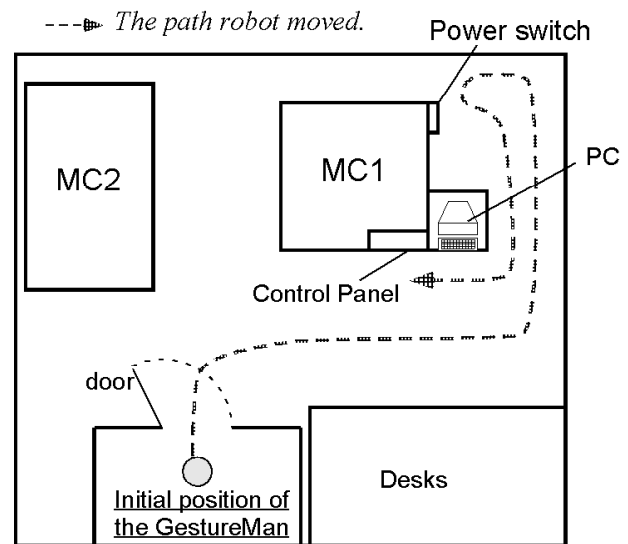 The path robot moved.
Power switch
MC2
MC1
PC
Control Panel
door
Desks
Initial position of
the GestureMan